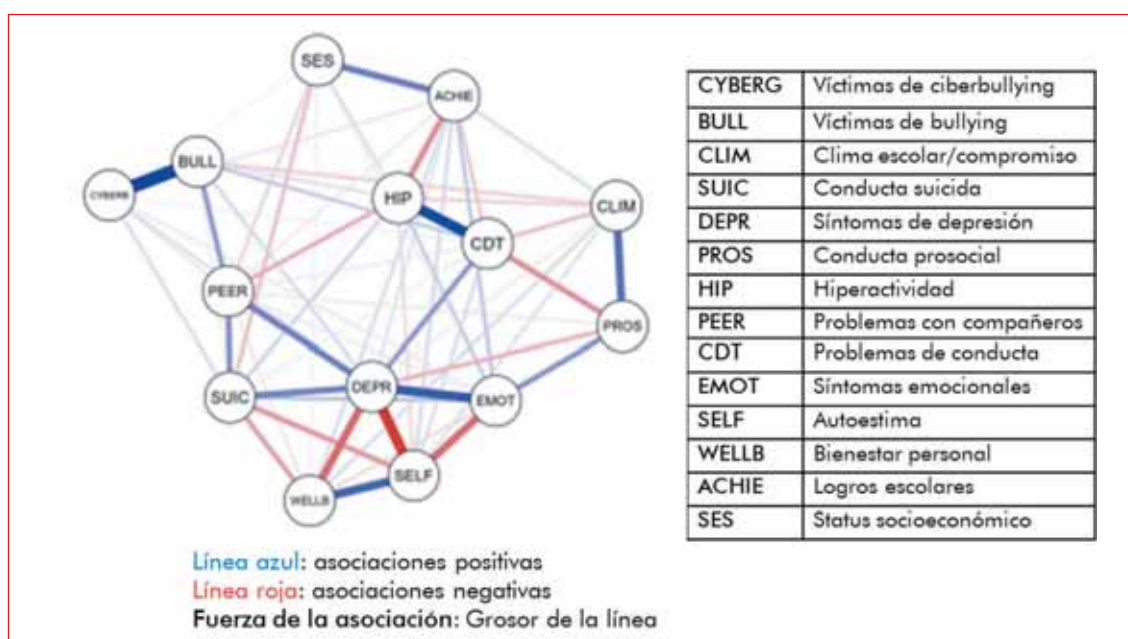 SES
ACHIE
BULL
CYBERB
HIP
CLIM
CDT
PEER
PROS
DEPR
SUIC
EMOT
SELF
WELLB
CYBERG Víctimas de ciberbullying
BULL Víctimas de bullying
CLIM Clima escolar/compromiso
SUIC Conducta suicida
DEPR Síntomas de depresión
PROS Conducta prosocial
HIP Hiperactividad
PEER Problemas con compañeros
CDT Problemas de conducta
EMOT Síntomas emocionales
SELF Autoestima
WELLB Bienestar personal
ACHIE Logros escolares
SES Status socioeconómico
Línea azul: asociaciones positivas
Línea roja: asociaciones negativas
Fuerza de la asociación: Grosor de la línea